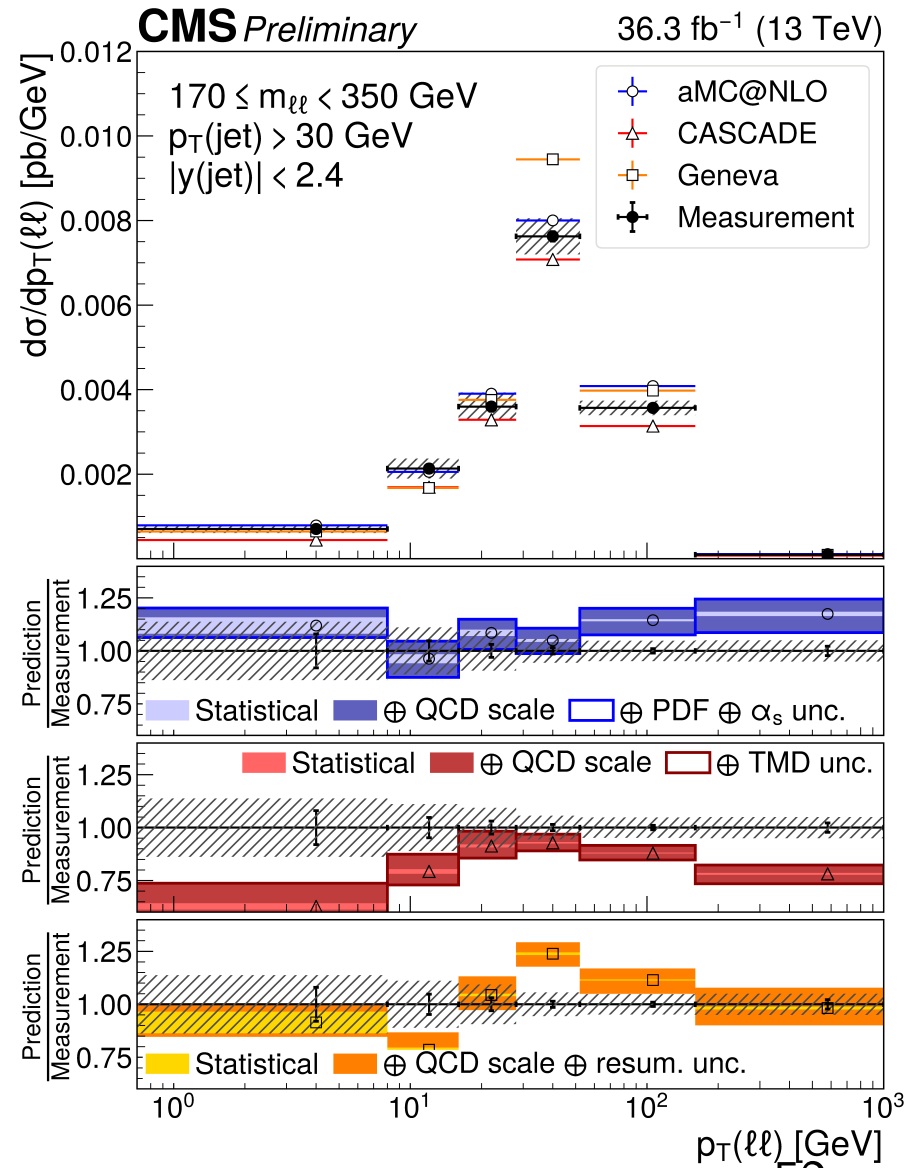 CMS Preliminary 36.3 fb⁻¹ (13 TeV)
dσ/dp_T(ℓℓ) [pb/GeV]
0.012
0.010
0.008
0.006
0.004
0.002
170 ≤ m_ℓℓ < 350 GeV
p_T(jet) > 30 GeV
|y(jet)| < 2.4
aMC@NLO
CASCADE
Geneva
Measurement
Prediction
Measurement
1.25
1.00
0.75
Statistical ⊕ QCD scale ⊕ PDF ⊕ α_s unc.
Prediction
Measurement
1.25
1.00
0.75
Statistical ⊕ QCD scale ⊕ TMD unc.
Prediction
Measurement
1.25
1.00
0.75
Statistical ⊕ QCD scale ⊕ resum. unc.
10⁰ 10¹ 10² 10³
p_T(ℓℓ) [GeV]